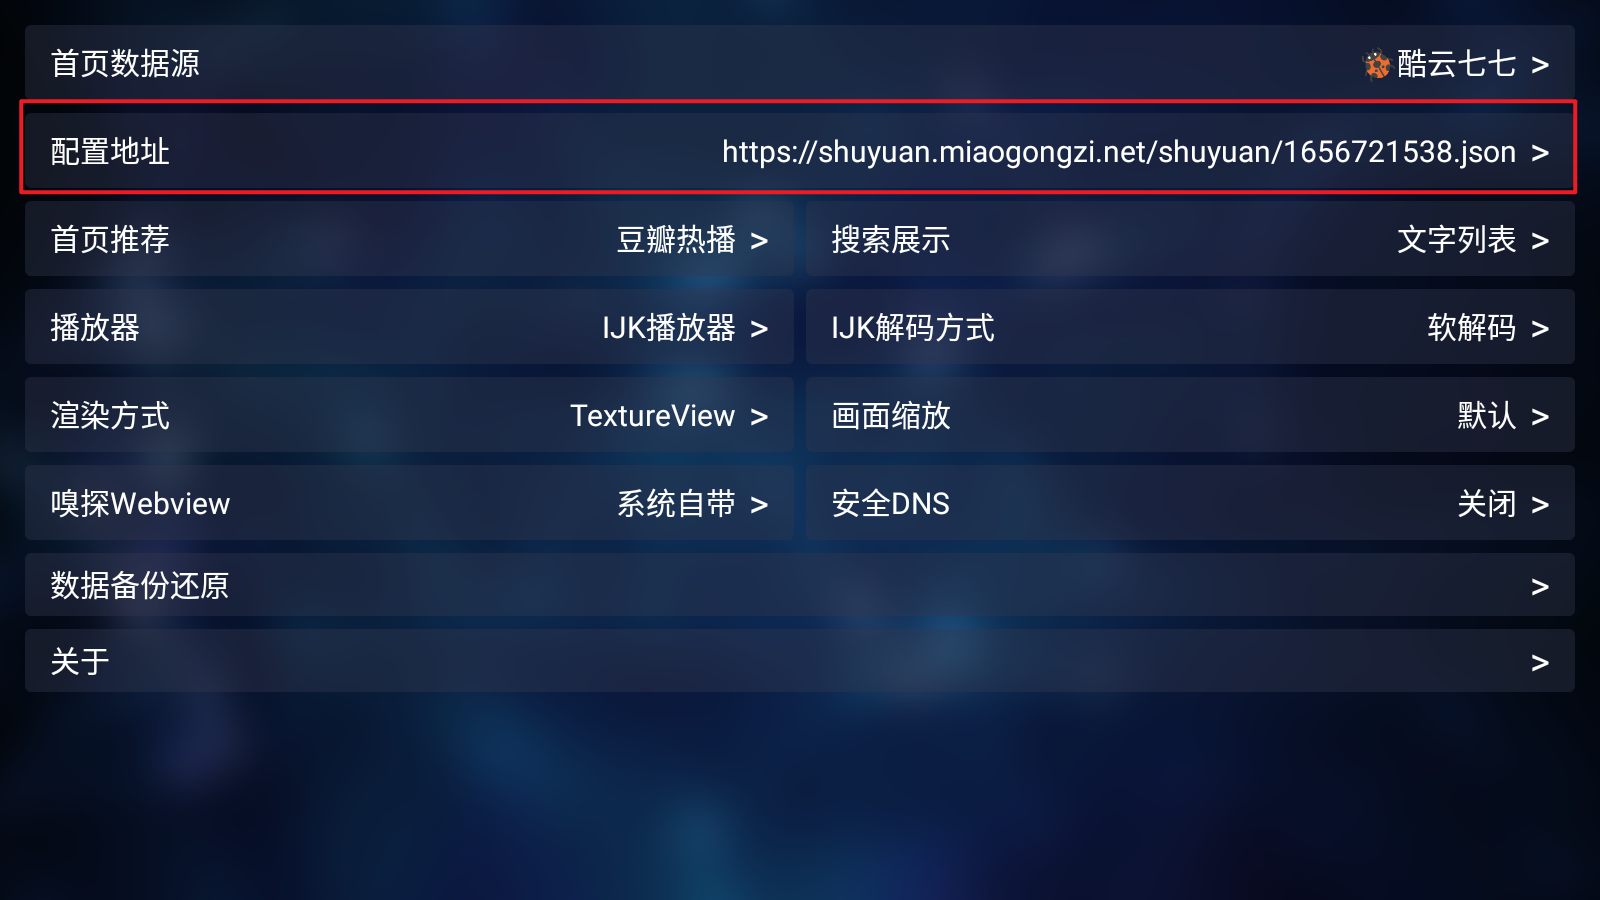 首页数据源 酷云七七 >
配置地址 https://shuyuan.miaogongzi.net/shuyuan/1656721538.json >
首页推荐 豆瓣热播 > 搜索展示 文字列表 >
播放器 IJK播放器 > IJK解码方式 软解码 >
渲染方式 TextureView > 画面缩放 默认 >
嗅探Webview 系统自带 > 安全DNS 关闭 >
数据备份还原 >
关于 >